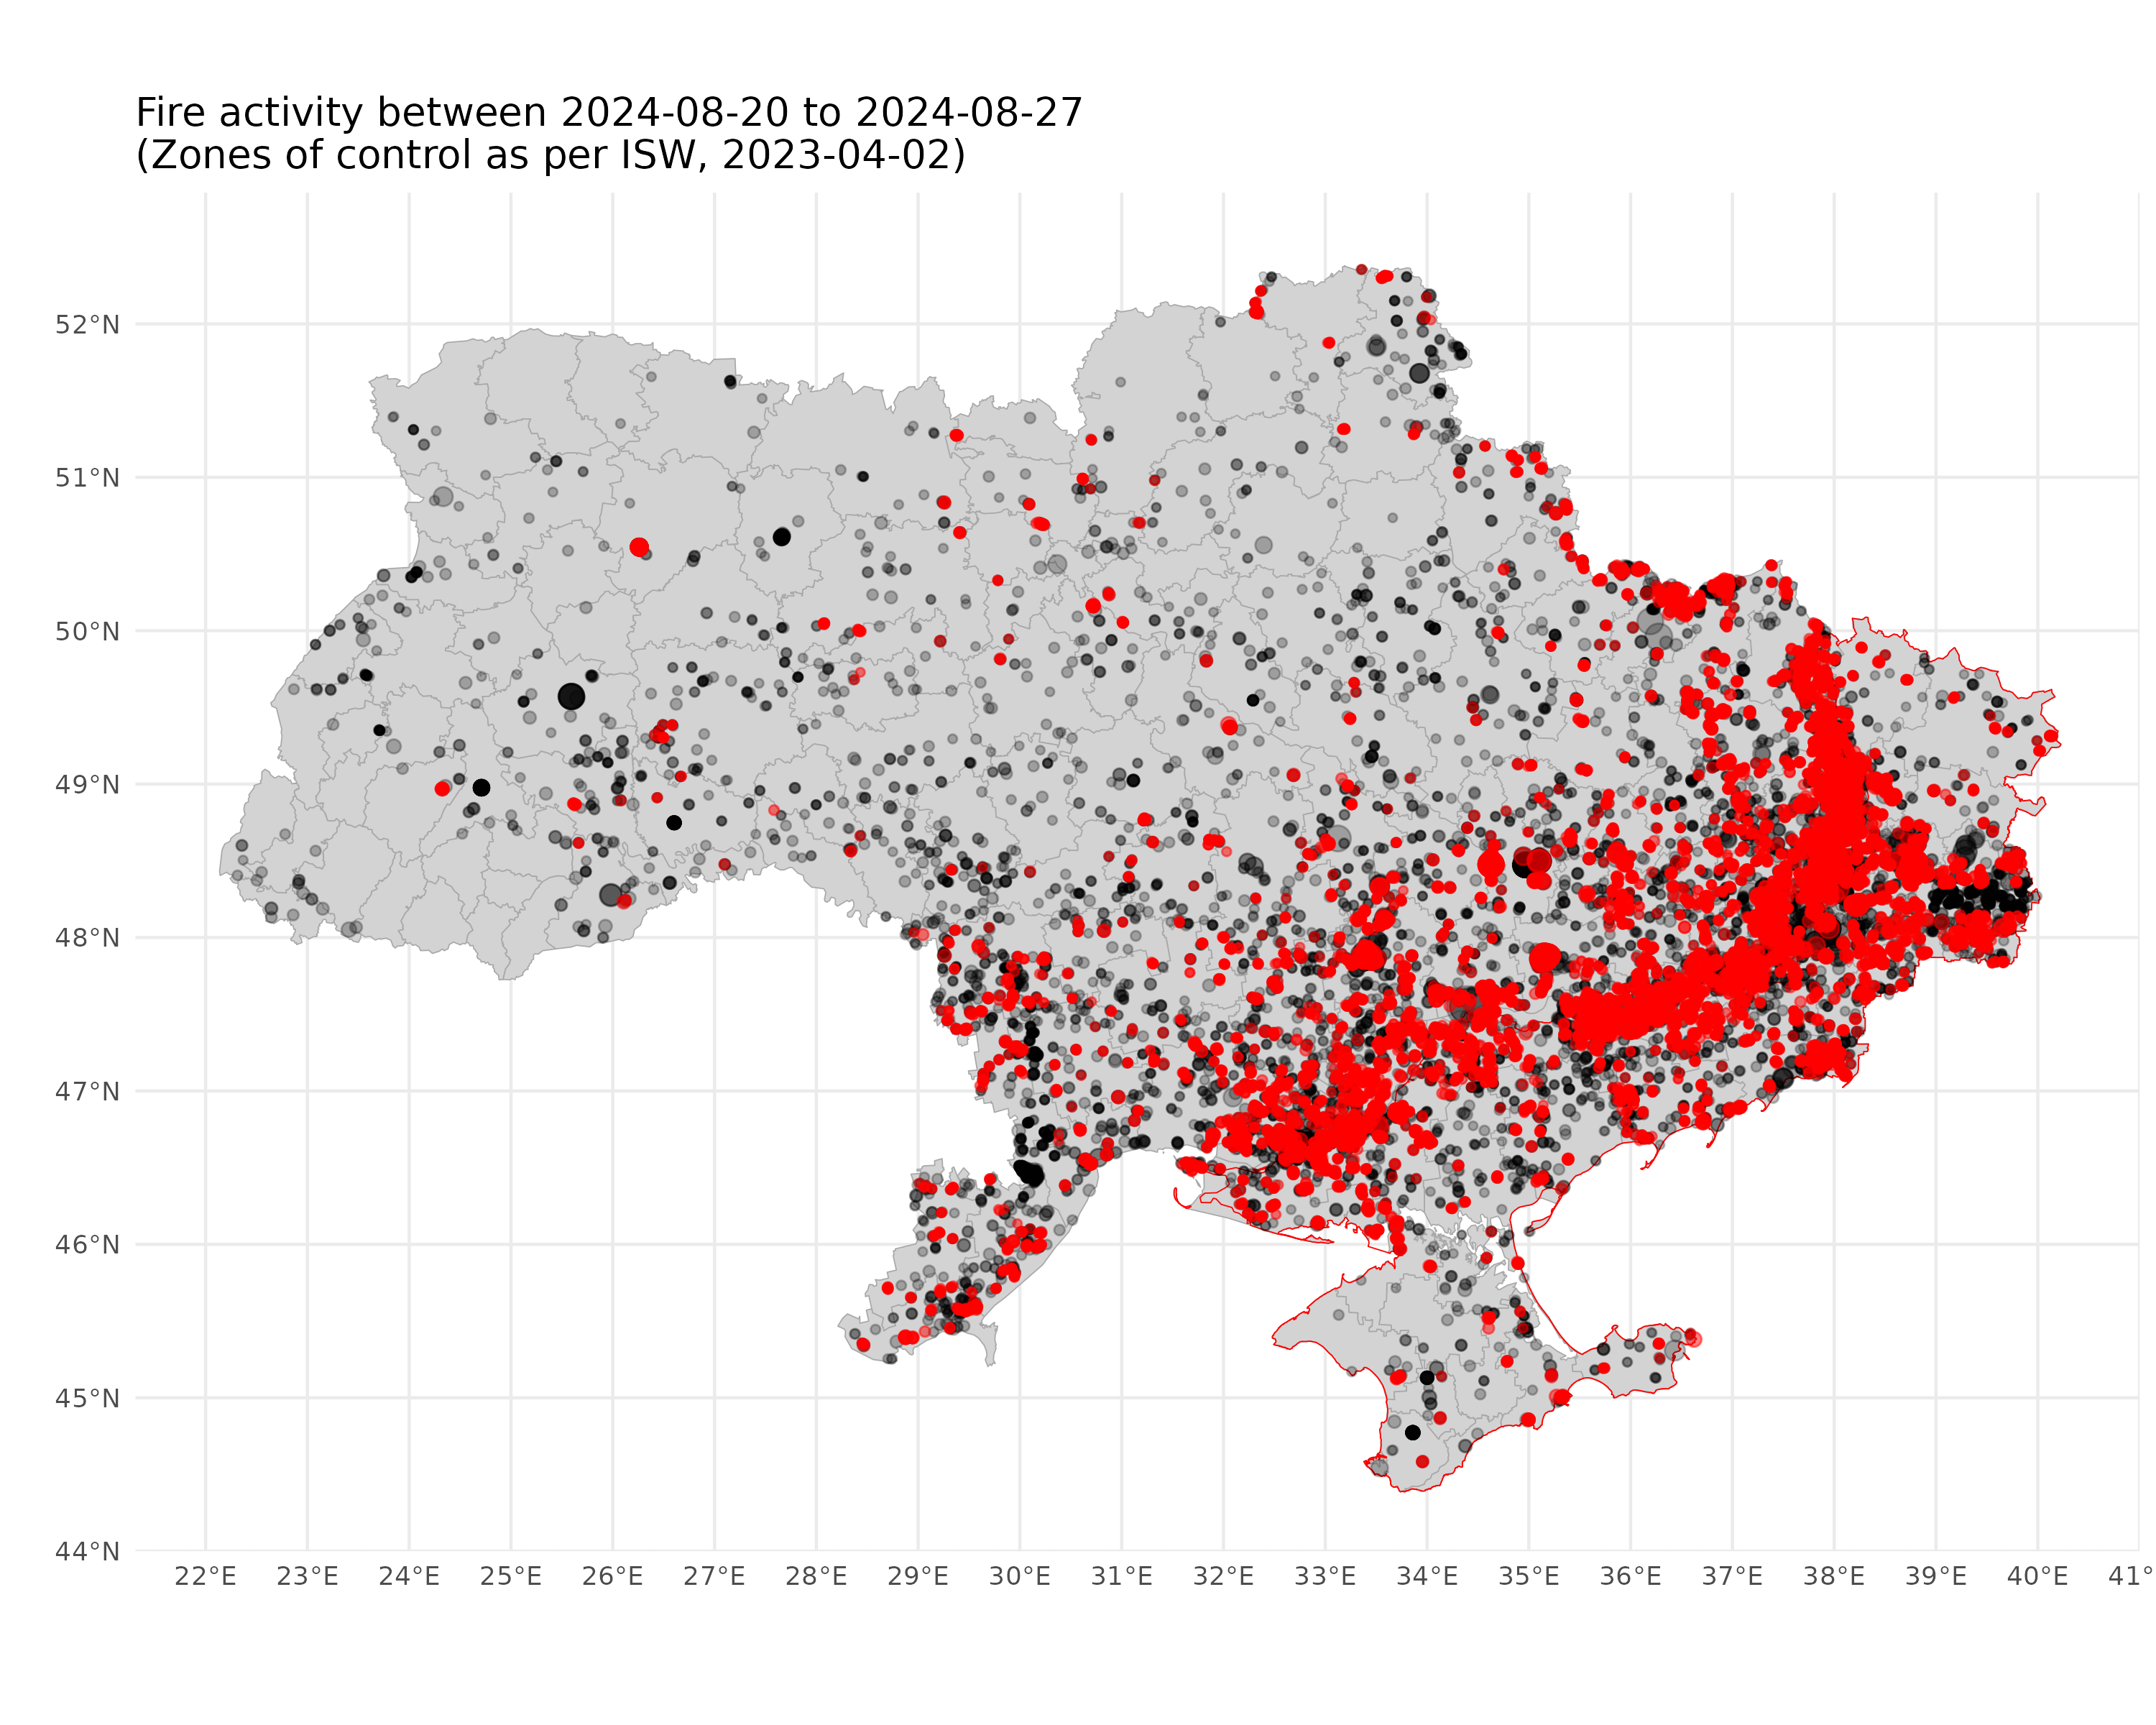 Fire activity between 2024-08-20 to 2024-08-27
(Zones of control as per ISW, 2023-04-02)
52°N
51°N
50°N
49°N
48°N
47°N
46°N
45°N
44°N
22°E 23°E 24°E 25°E 26°E 27°E 28°E 29°E 30°E 31°E 32°E 33°E 34°E 35°E 36°E 37°E 38°E 39°E 40°E 41°